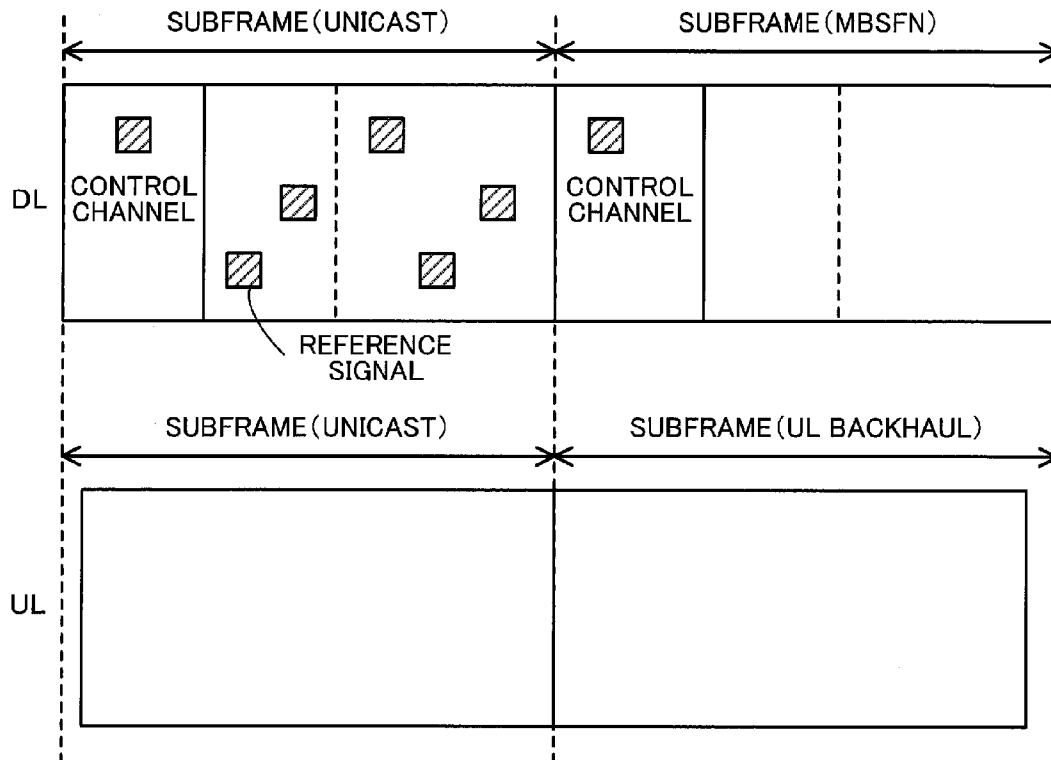 SUBFRAME(UNICAST)
SUBFRAME(MBSFN)
DL
CONTROL
CHANNEL
CONTROL
CHANNEL
REFERENCE
SIGNAL
SUBFRAME(UNICAST)
SUBFRAME(UL BACKHAUL)
UL